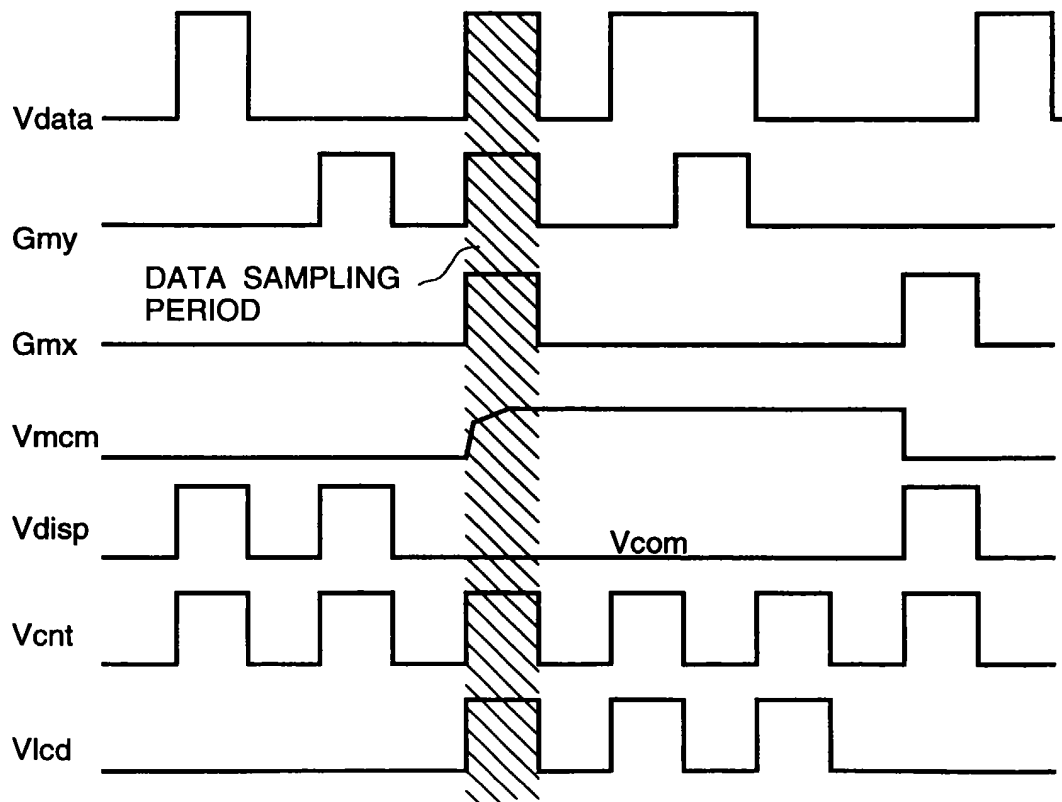 Vdata
Gmy
DATA SAMPLING
PERIOD
Gmx
Vmcm
Vdisp
Vcom
Vcnt
Vlcd